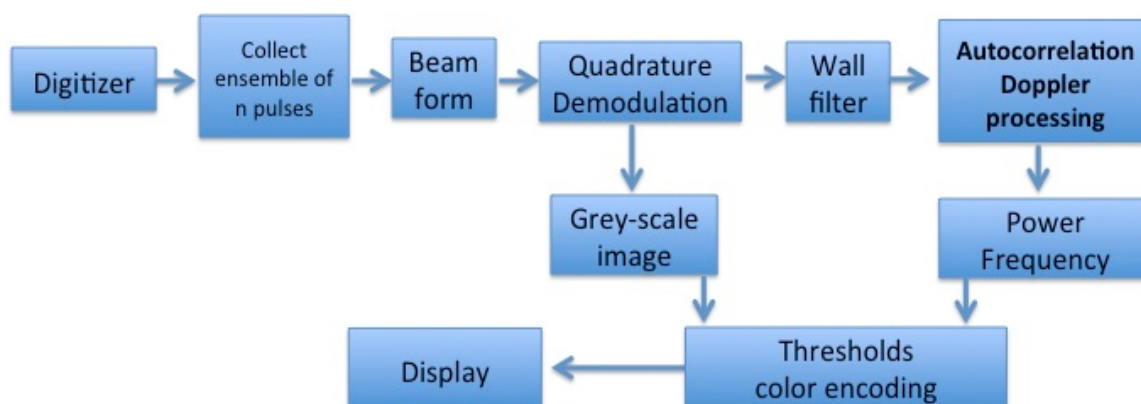 Digitizer
Collect
ensemble of
n pulses
Beam
form
Quadrature
Demodulation
Wall
filter
Autocorrelation
Doppler
processing
Grey-scale
image
Power
Frequency
Thresholds
color encoding
Display